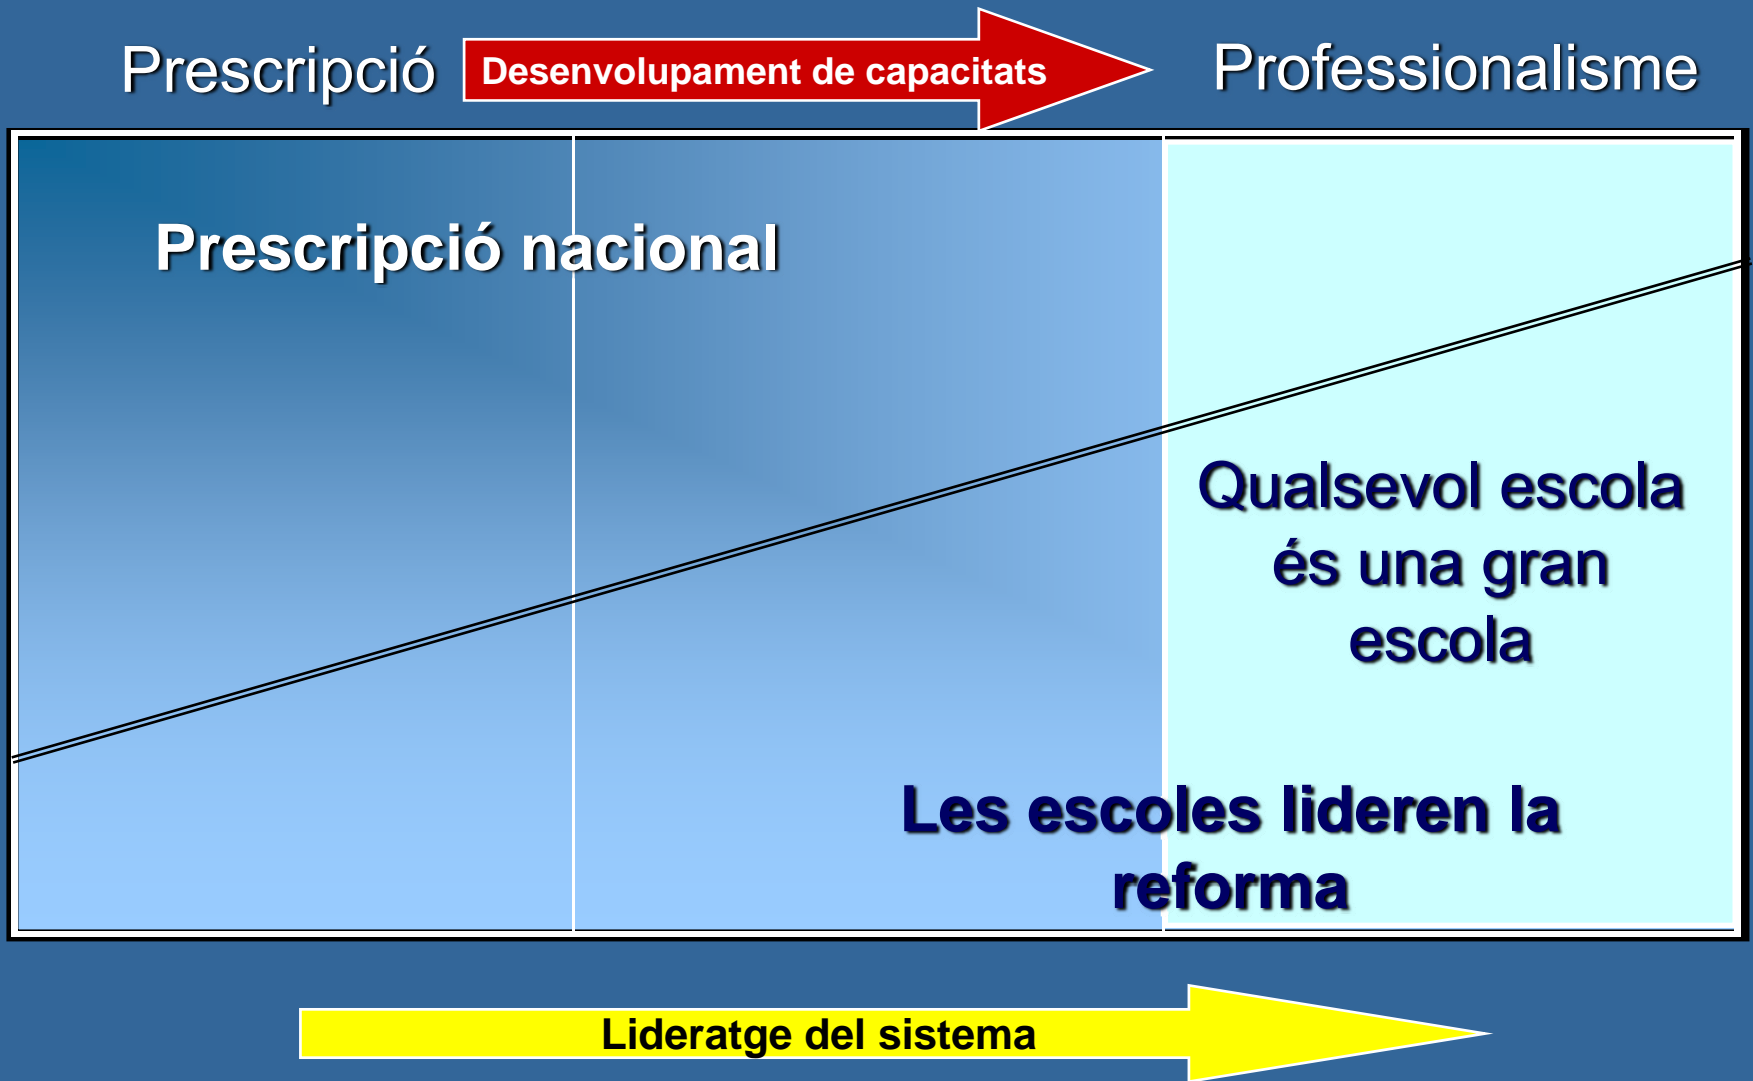 Prescripció
Desenvolupament de capacitats
Professionalisme
Prescripció nacional
Qualsevol escola
és una gran
escola
Les escoles lideren la
reforma
Lideratge del sistema